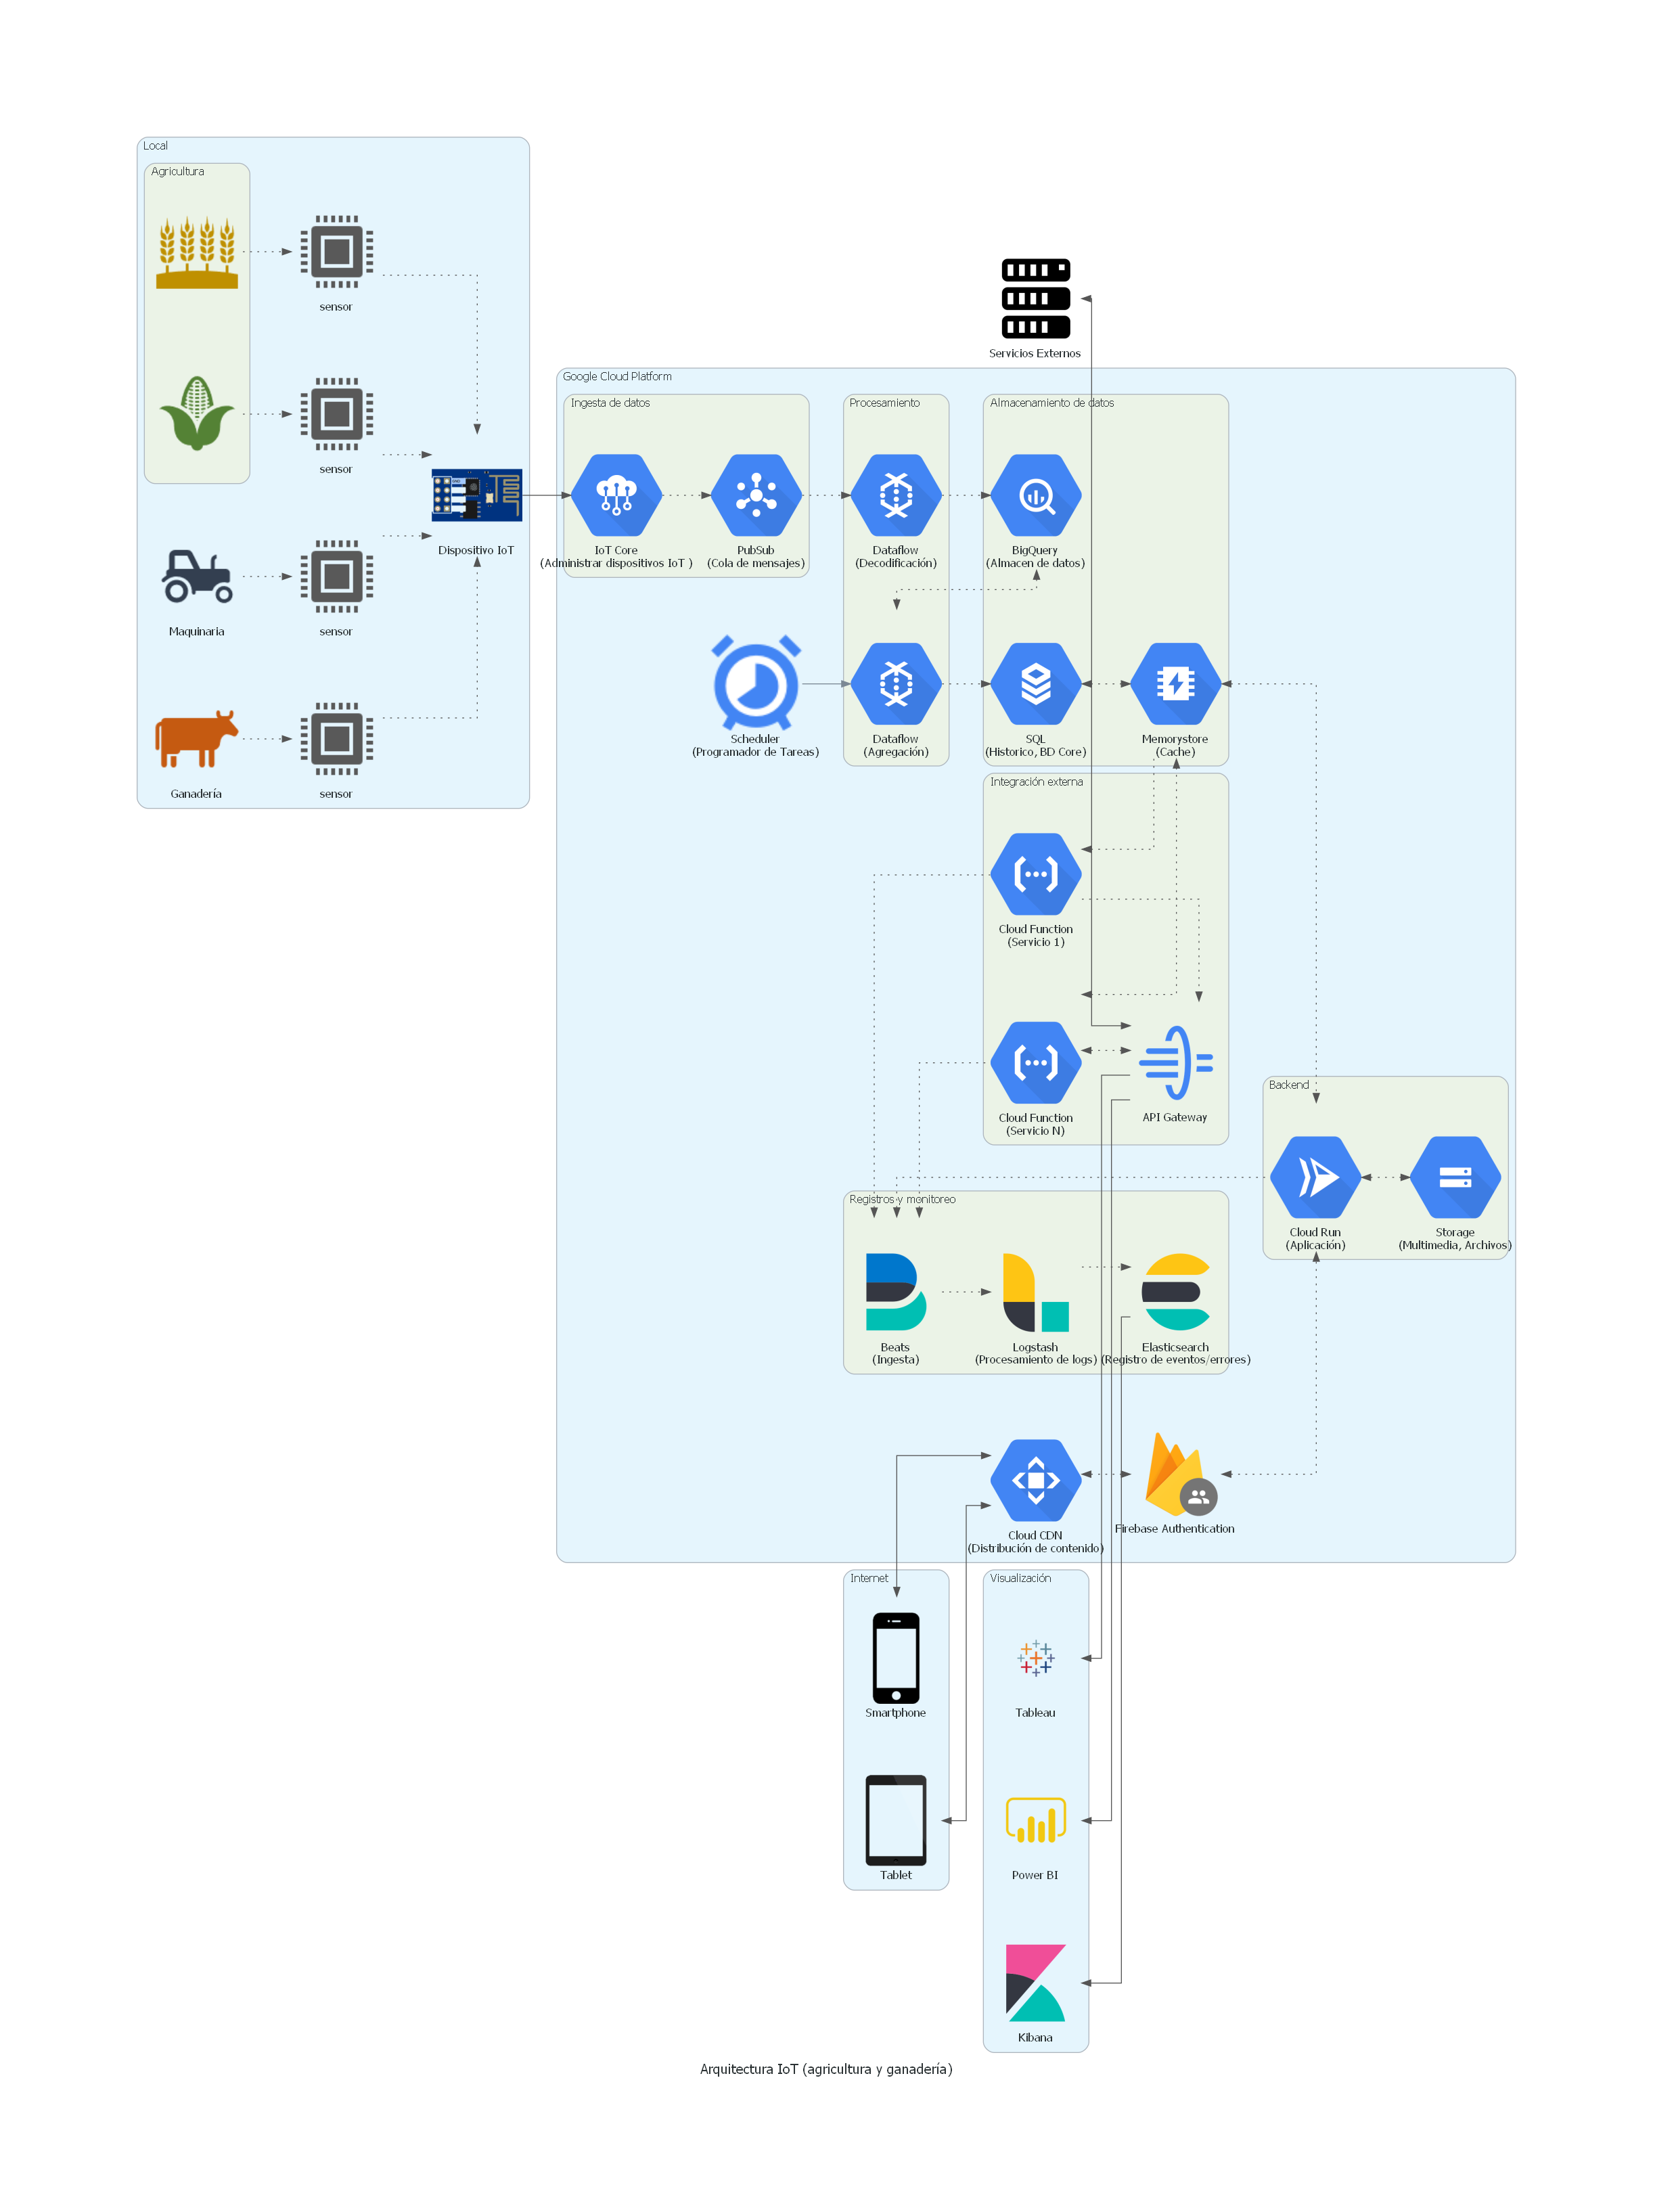 Local
Agricultura
sensor
sensor
Maquinaria
sensor
Ganadería
sensor
Dispositivo IoT
Servicios Externos
Google Cloud Platform
Ingesta de datos
IoT Core
(Administrar dispositivos IoT )
PubSub
(Cola de mensajes)
Procesamiento
Dataflow
(Decodificación)
Almacenamiento de datos
BigQuery
(Almacen de datos)
Scheduler
(Programador de Tareas)
Dataflow
(Agregación)
SQL
(Historico, BD Core)
Memorystore
(Cache)
Integración externa
Cloud Function
(Servicio 1)
Cloud Function
(Servicio N)
API Gateway
Backend
Cloud Run
(Aplicación)
Storage
(Multimedia, Archivos)
Registros y monitoreo
Beats
(Ingesta)
Logstash
(Procesamiento de logs)
Elasticsearch
(Registro de eventos/errores)
Cloud CDN
(Distribución de contenido)
Firebase Authentication
Internet
Smartphone
Tablet
Visualización
Tableau
Power BI
Kibana
Arquitectura IoT (agricultura y ganadería)